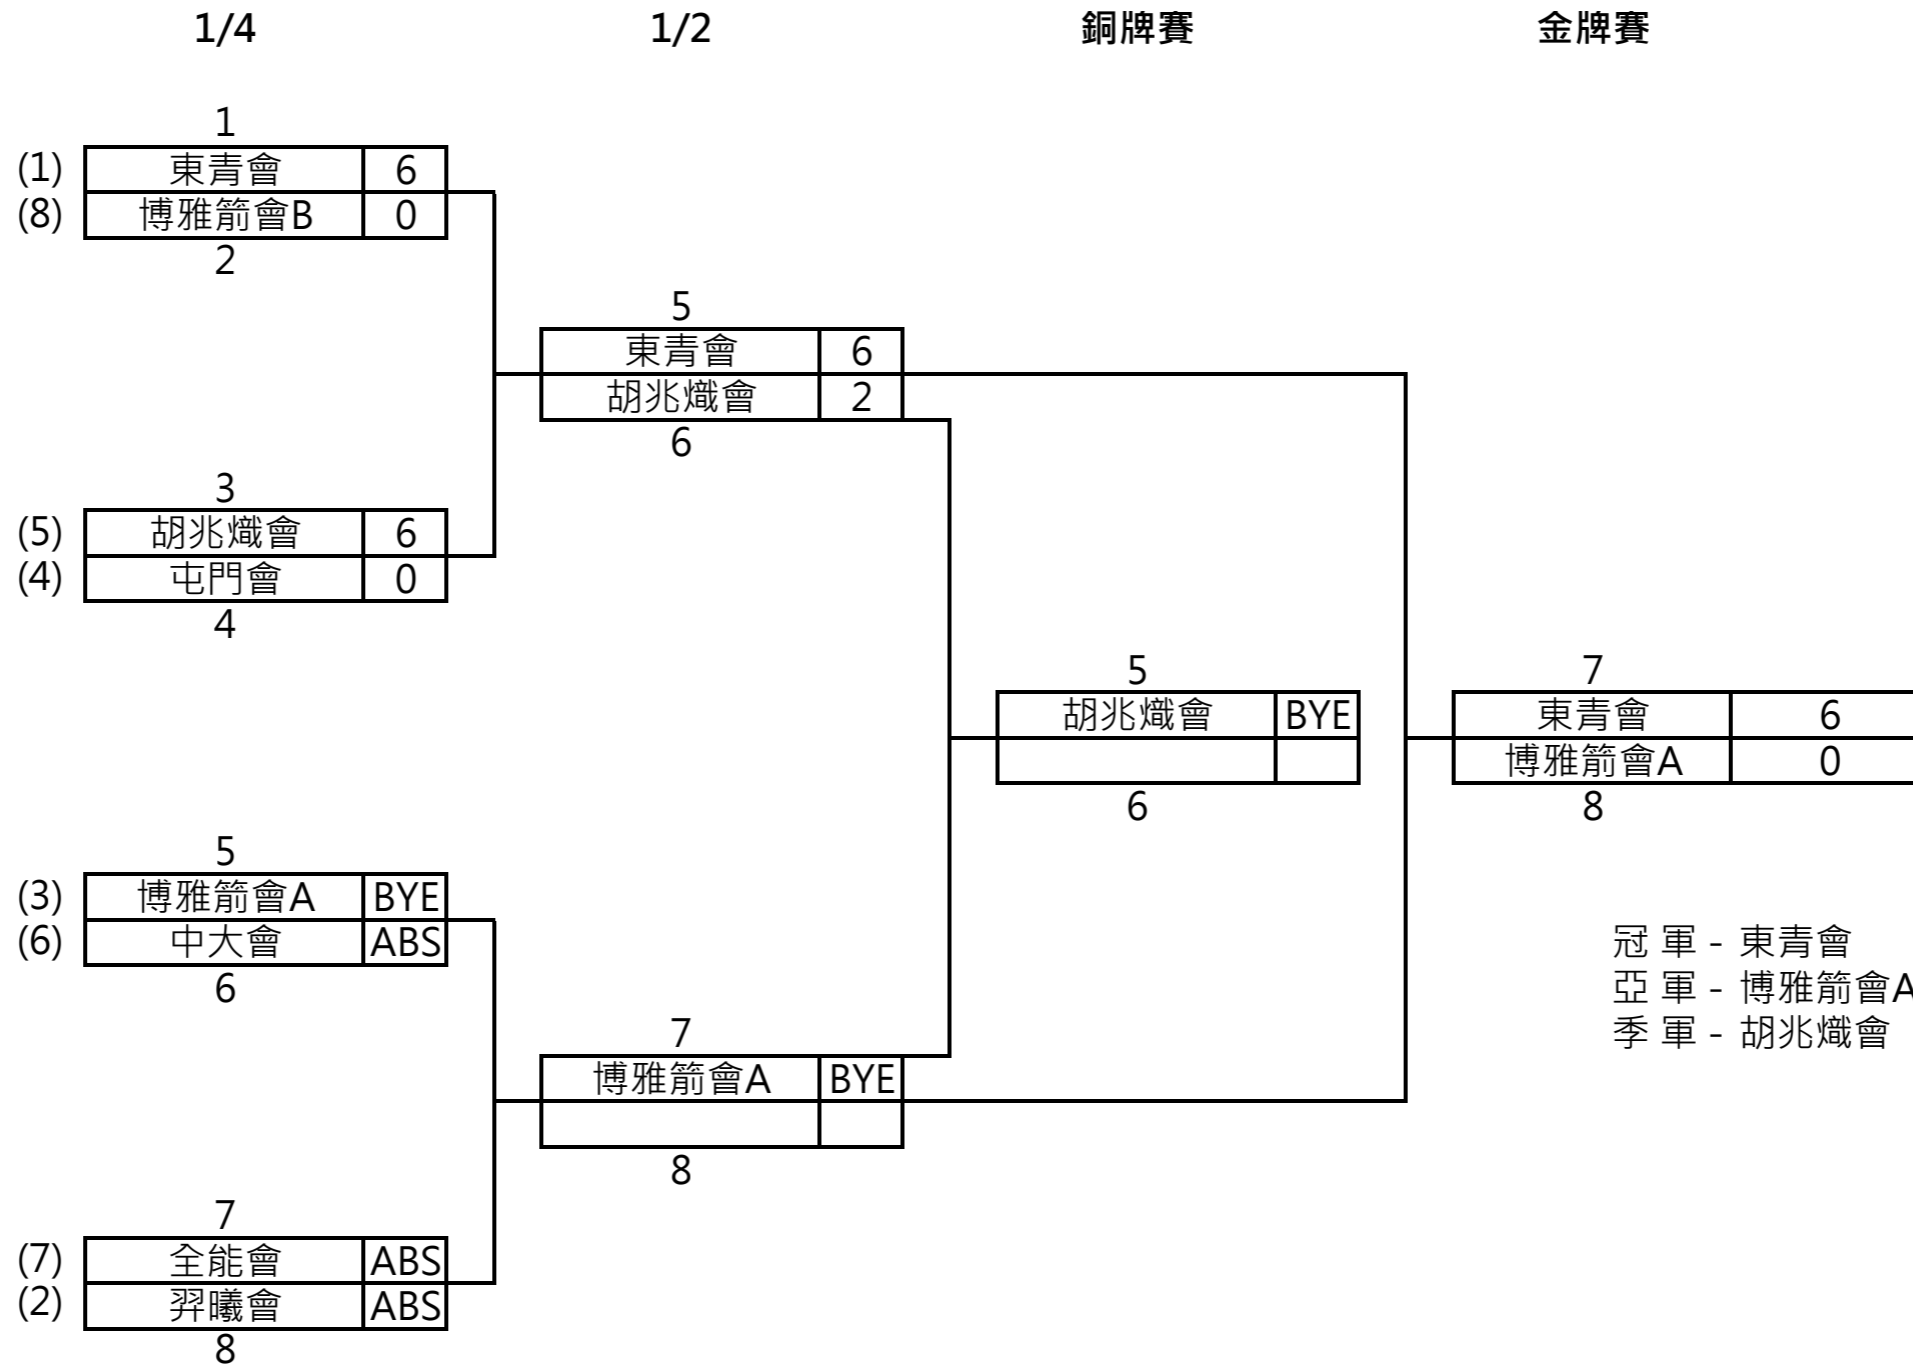 1/4 1/2 銅牌賽 金牌賽
1
(1) 東青會 6
(8) 博雅箭會B 0
2
5
東青會 6
胡兆熾會 2
6
3
(5) 胡兆熾會 6
(4) 屯門會 0
4
5
胡兆熾會 BYE
6
7
東青會 6
博雅箭會A 0
8
5
(3) 博雅箭會A BYE
(6) 中大會 ABS
6
冠 軍 - 東青會
亞 軍 - 博雅箭會A
季 軍 - 胡兆熾會
7
博雅箭會A BYE
8
7
(7) 全能會 ABS
(2) 羿曦會 ABS
8